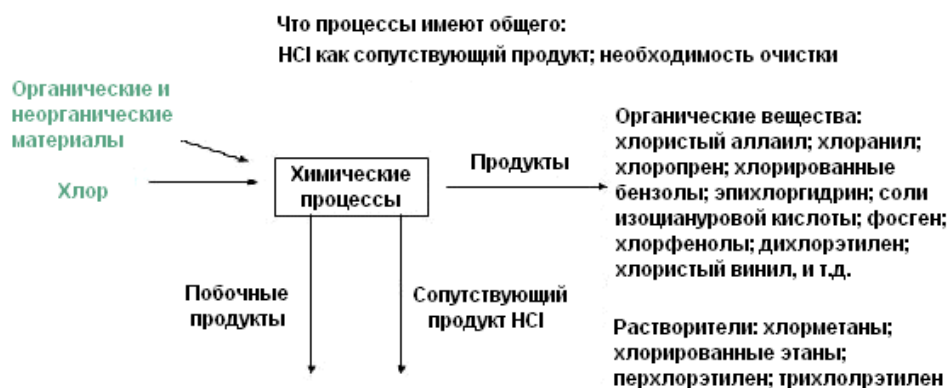 Что процессы имеют общего:
HCl как сопутствующий продукт; необходимость очистки
Органические и
неорганические
материалы
Хлор
Химические
процессы
Продукты
Органические вещества:
хлористый аллаил; хлоранил;
хлоропрен; хлорированные
бензолы; эпихлоргидрин; соли
изоциануровой кислоты; фосген;
хлорфенолы; дихлорэтилен;
хлористый винил, и т.д.
Побочные
продукты
Сопутствующий
продукт HCl
Растворители: хлорметаны;
хлорированные этаны;
перхлорэтилен; трихлолрэтилен